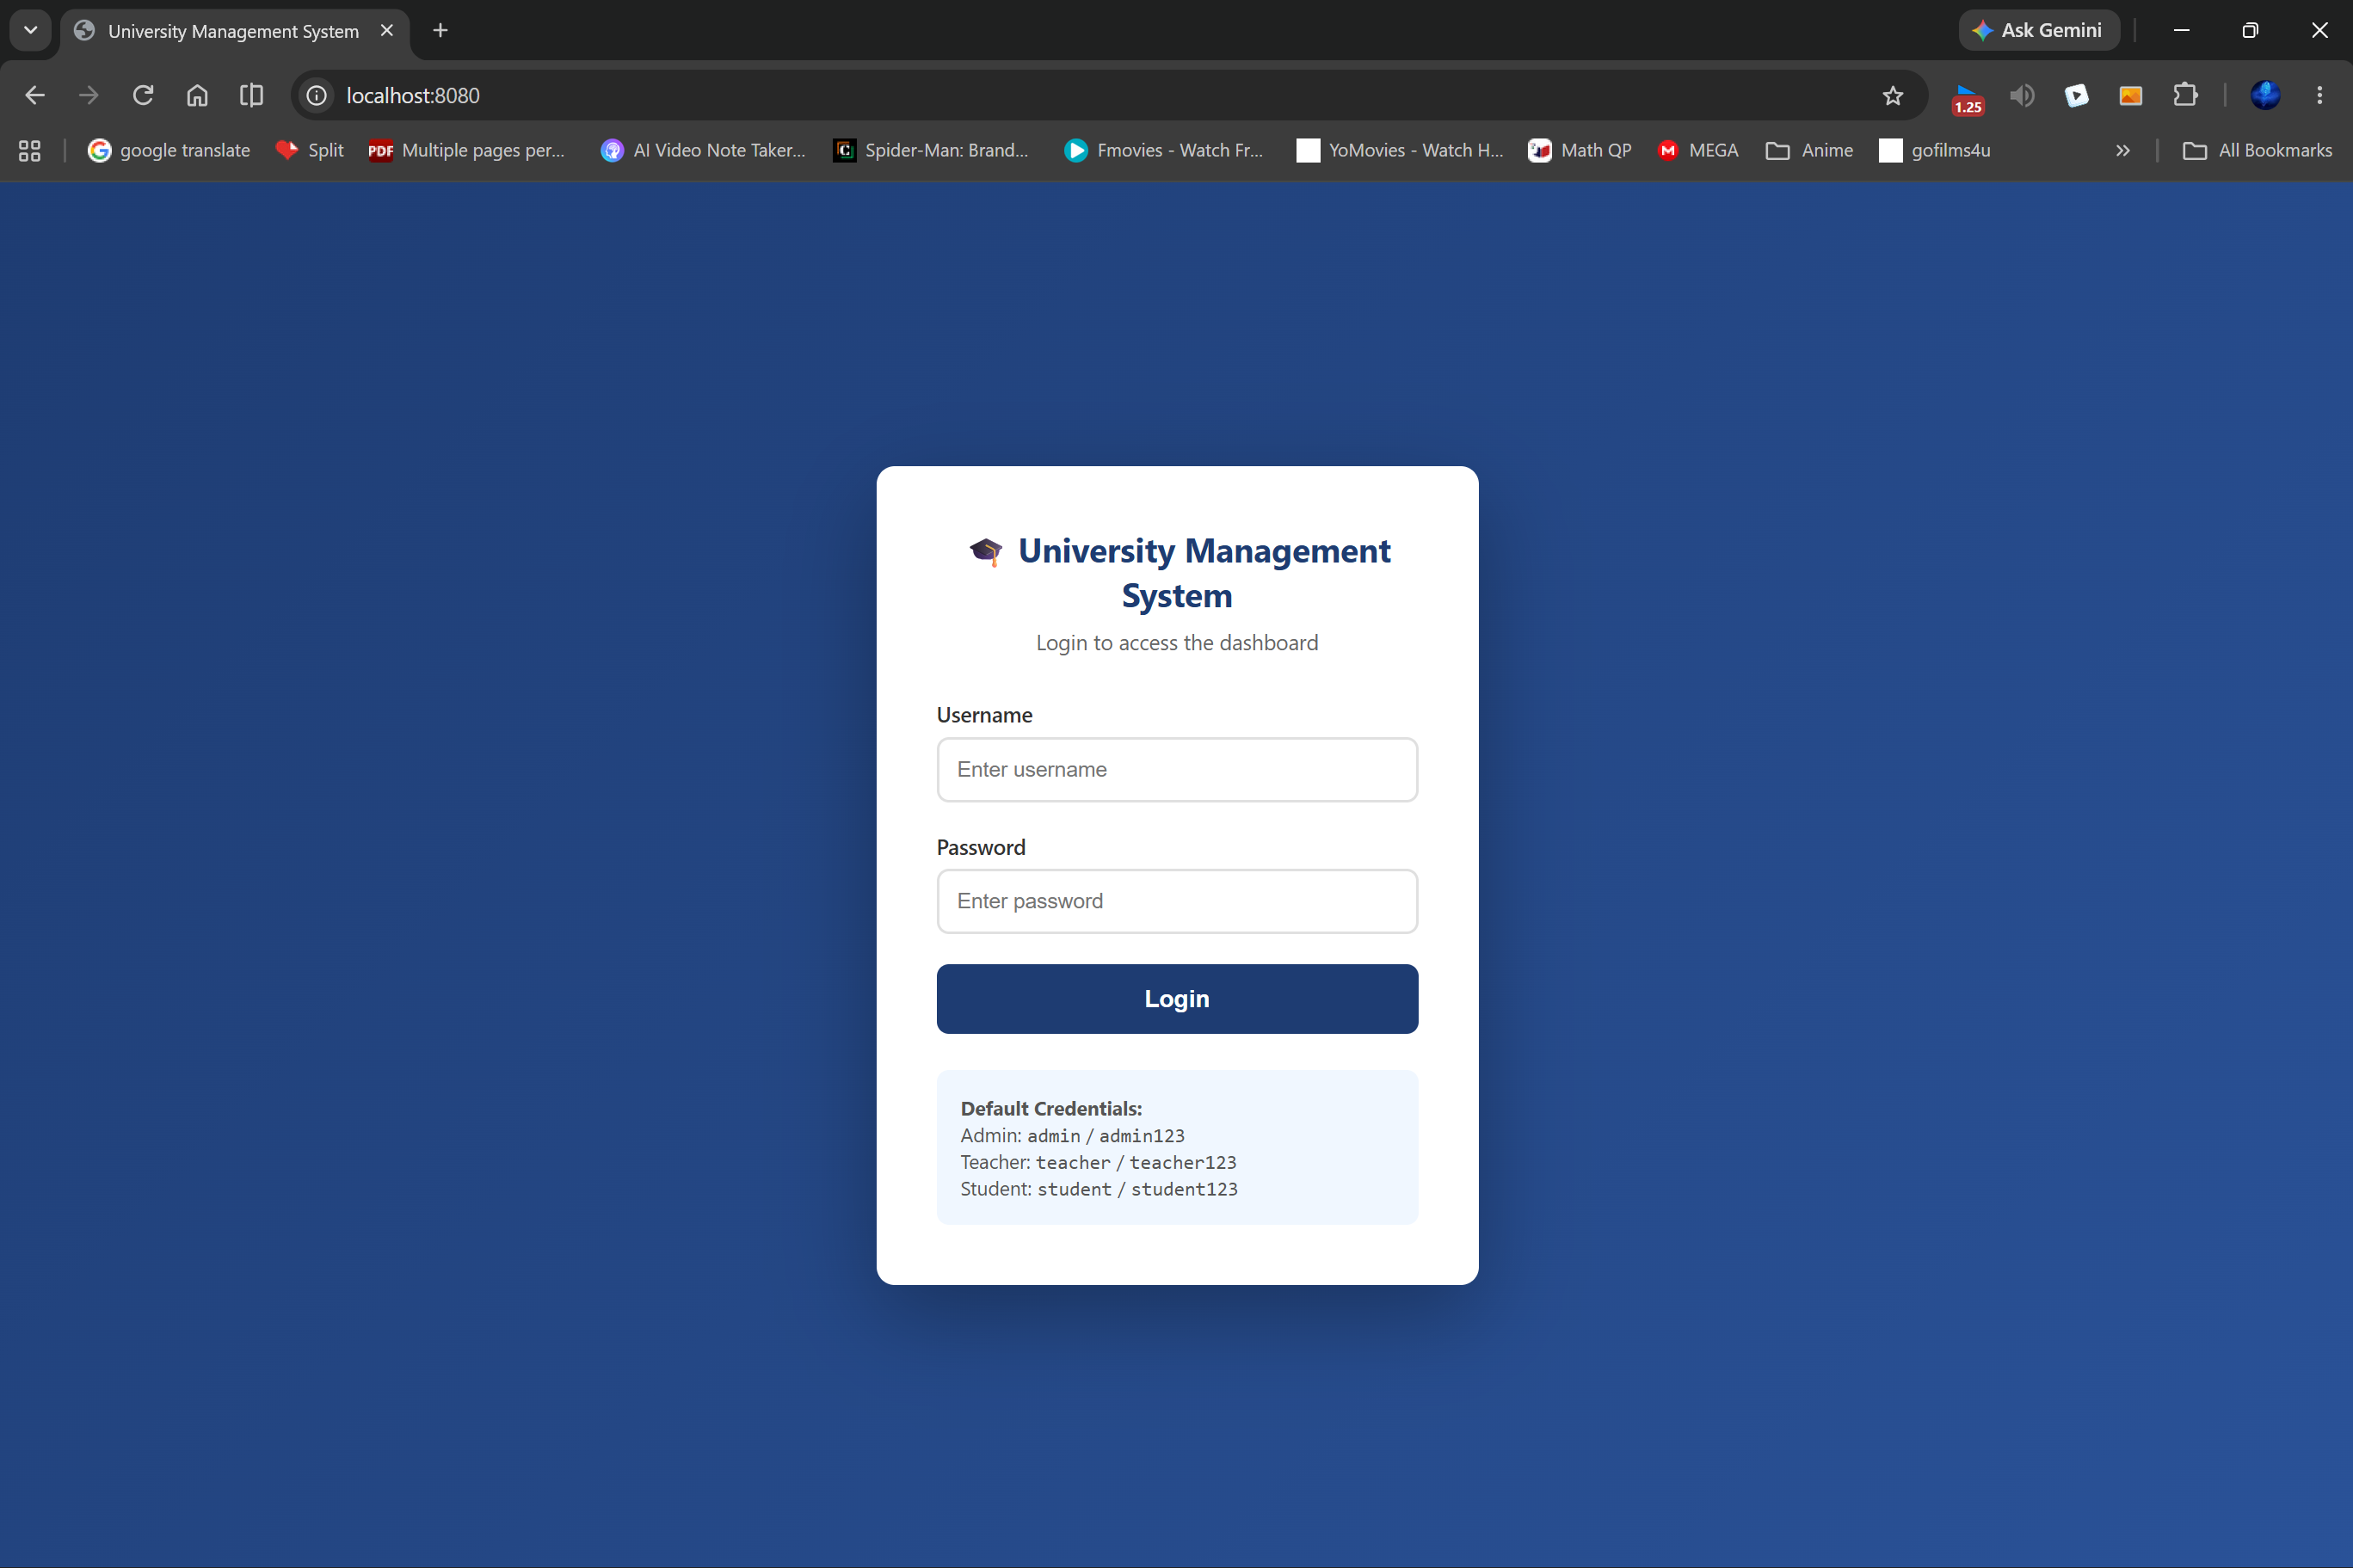 University Management System
Ask Gemini
localhost:8080
1.25
google translate
Split
PDF
Multiple pages per...
AI Video Note Taker...
Spider-Man: Brand...
Fmovies - Watch Fr...
YoMovies - Watch H...
Math QP
MEGA
Anime
gofilms4u
All Bookmarks
University Management
System
Login to access the dashboard
Username
Enter username
Password
Enter password
Login
Default Credentials:
Admin: admin / admin123
Teacher: teacher / teacher123
Student: student / student123